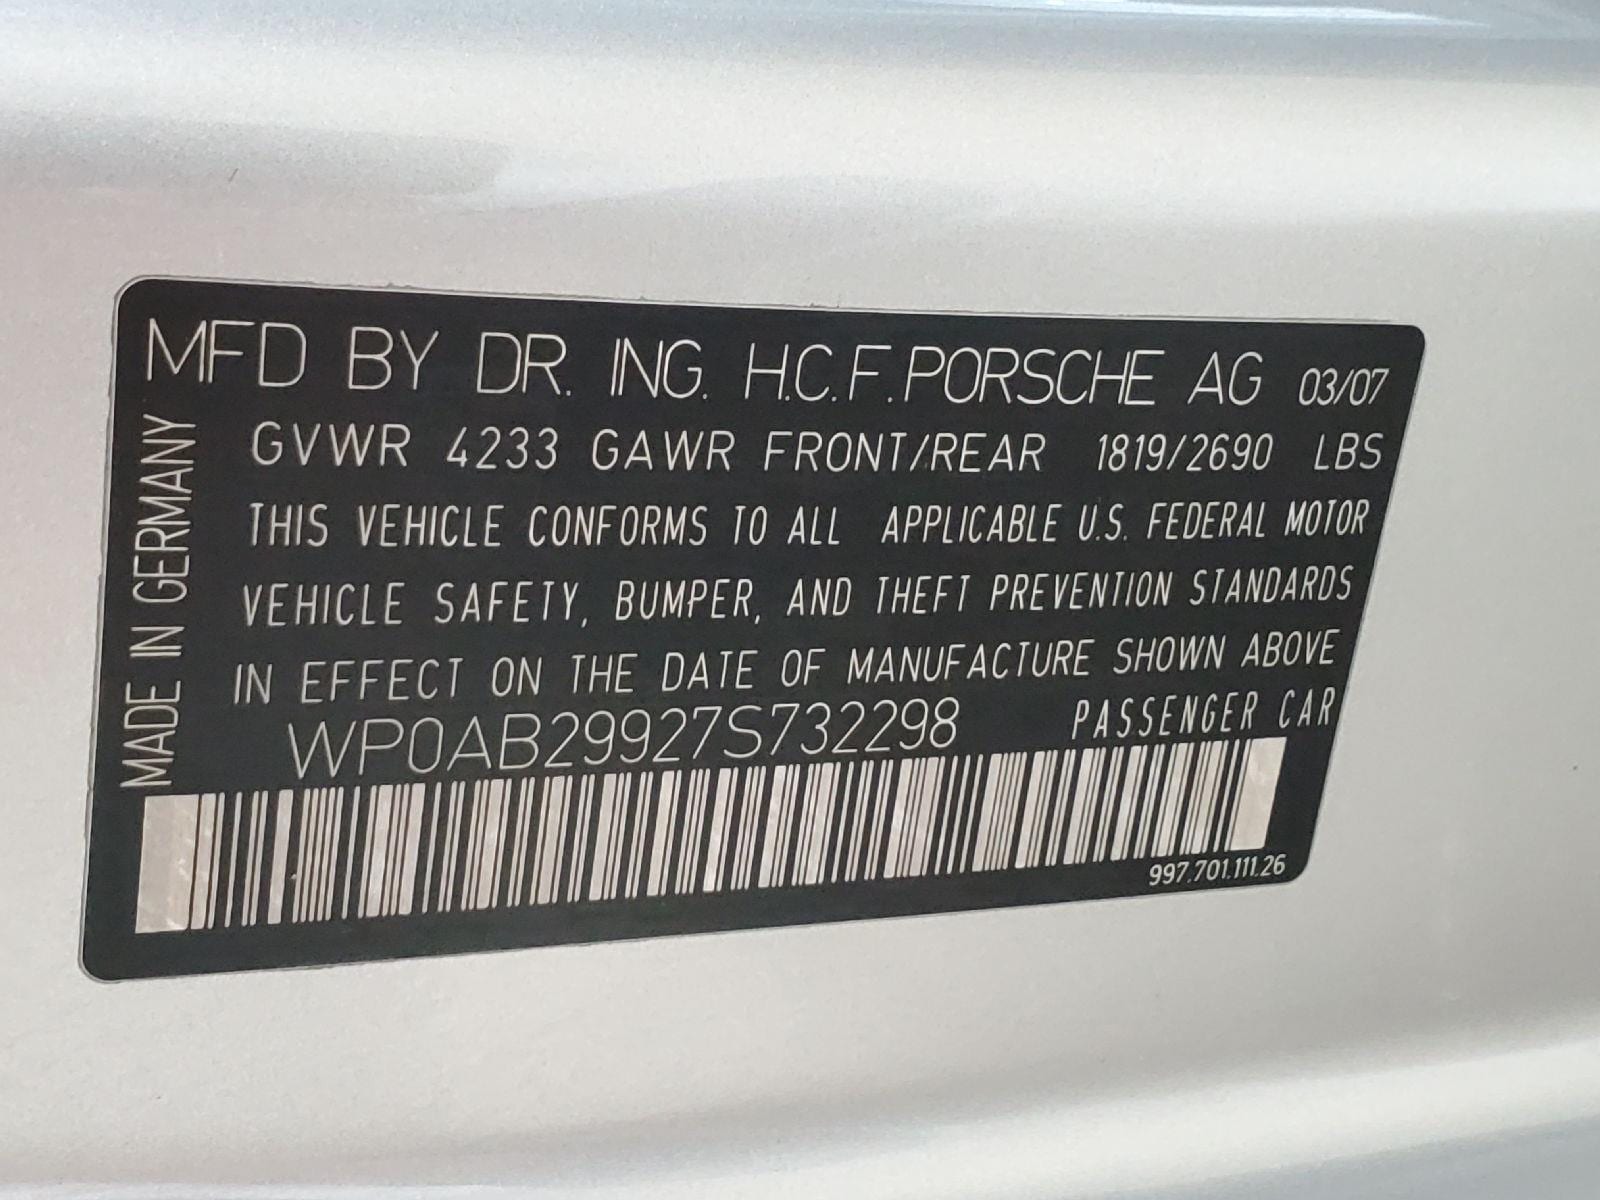 MFD BY DR. ING. H.C.F. PORSCHE AG 03/07
GVWR 4233 GAWR FRONT/REAR 1819/2690 LBS
THIS VEHICLE CONFORMS TO ALL APPLICABLE U.S. FEDERAL MOTOR
VEHICLE SAFETY, BUMPER, AND THEFT PREVENTION STANDARDS
IN EFFECT ON THE DATE OF MANUFACTURE SHOWN ABOVE
WP0AB29927S732298 PASSENGER CAR
997.701.111.26
MADE IN GERMANY